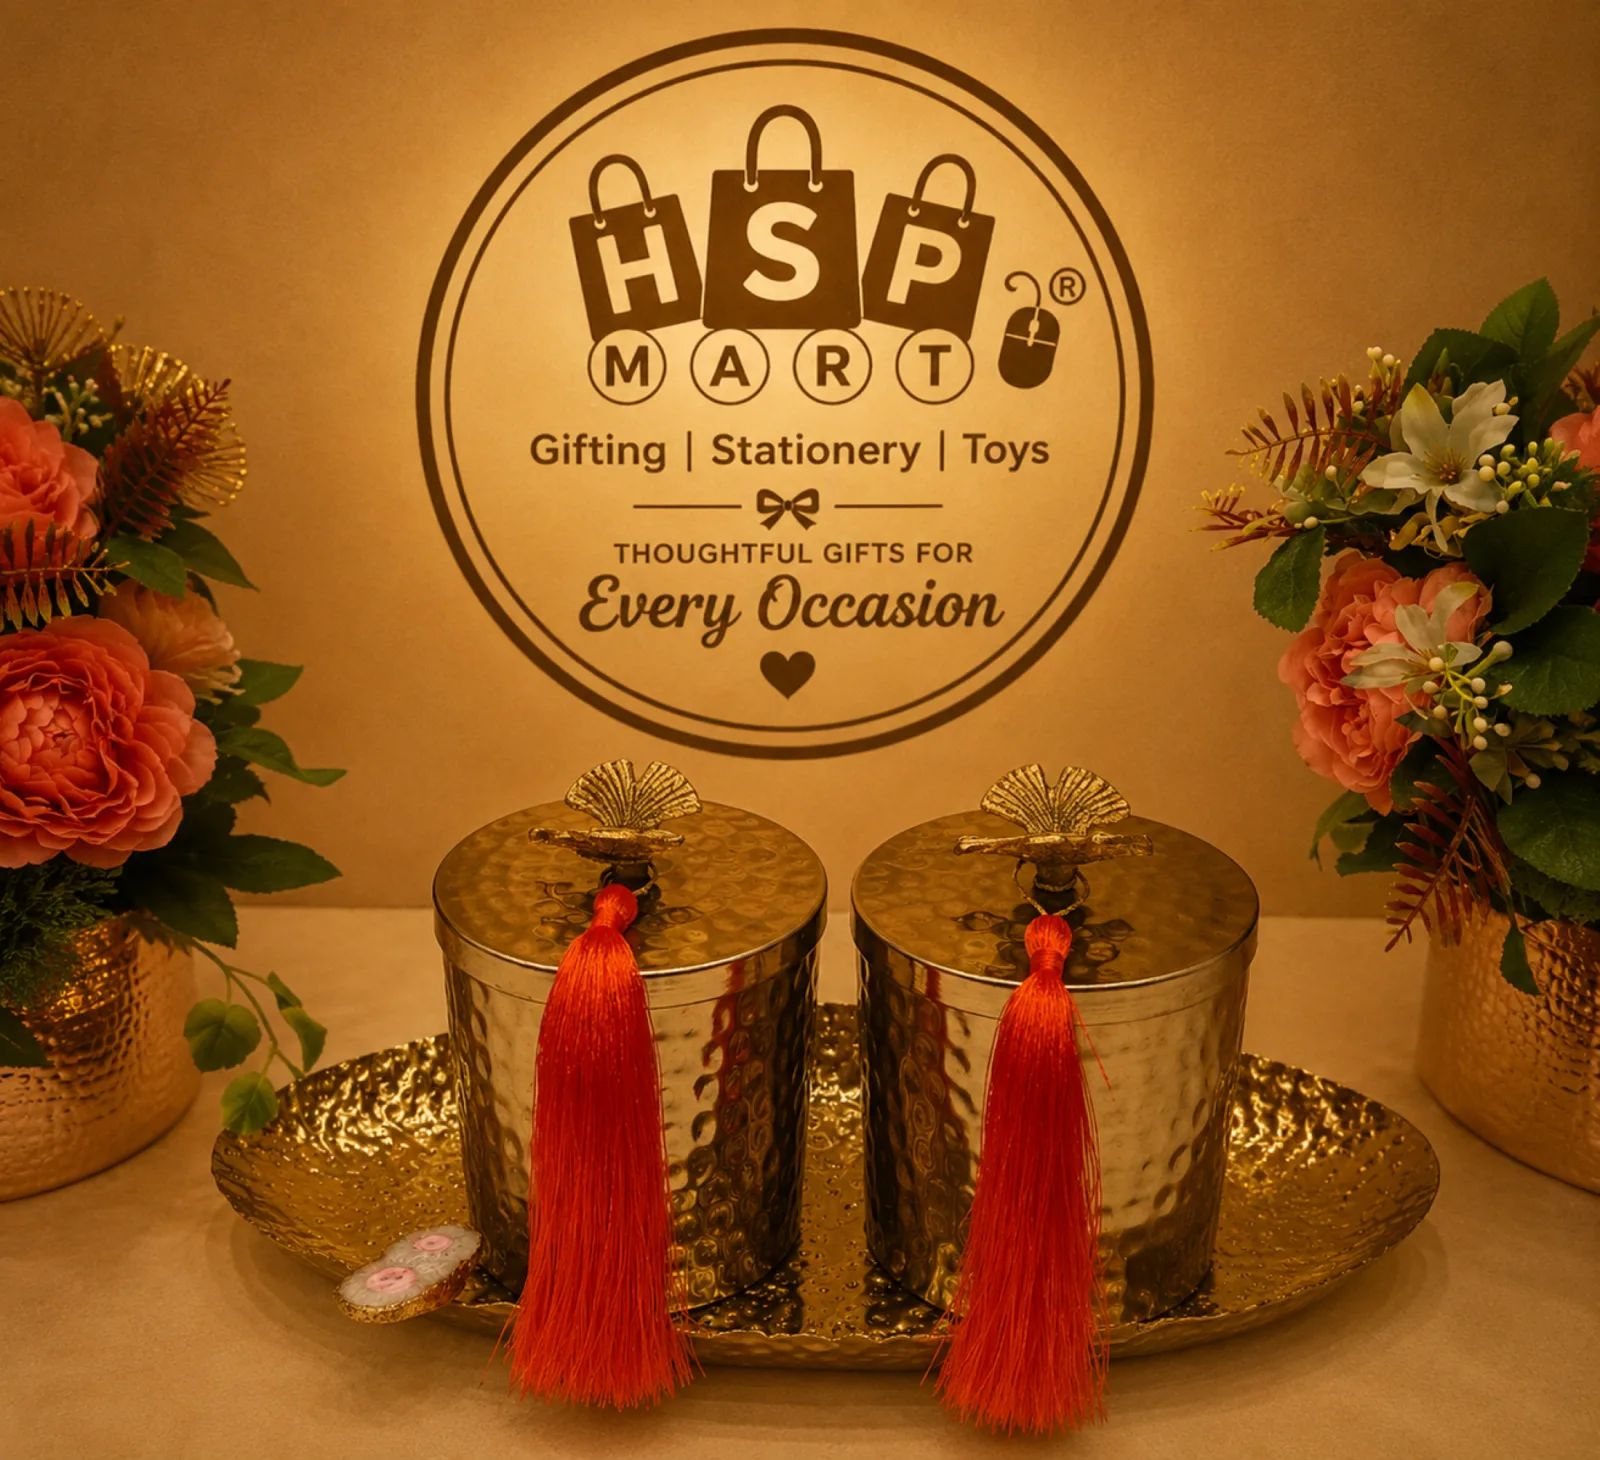 HSP
MART ®
Gifting | Stationery | Toys
THOUGHTFUL GIFTS FOR
Every Occasion